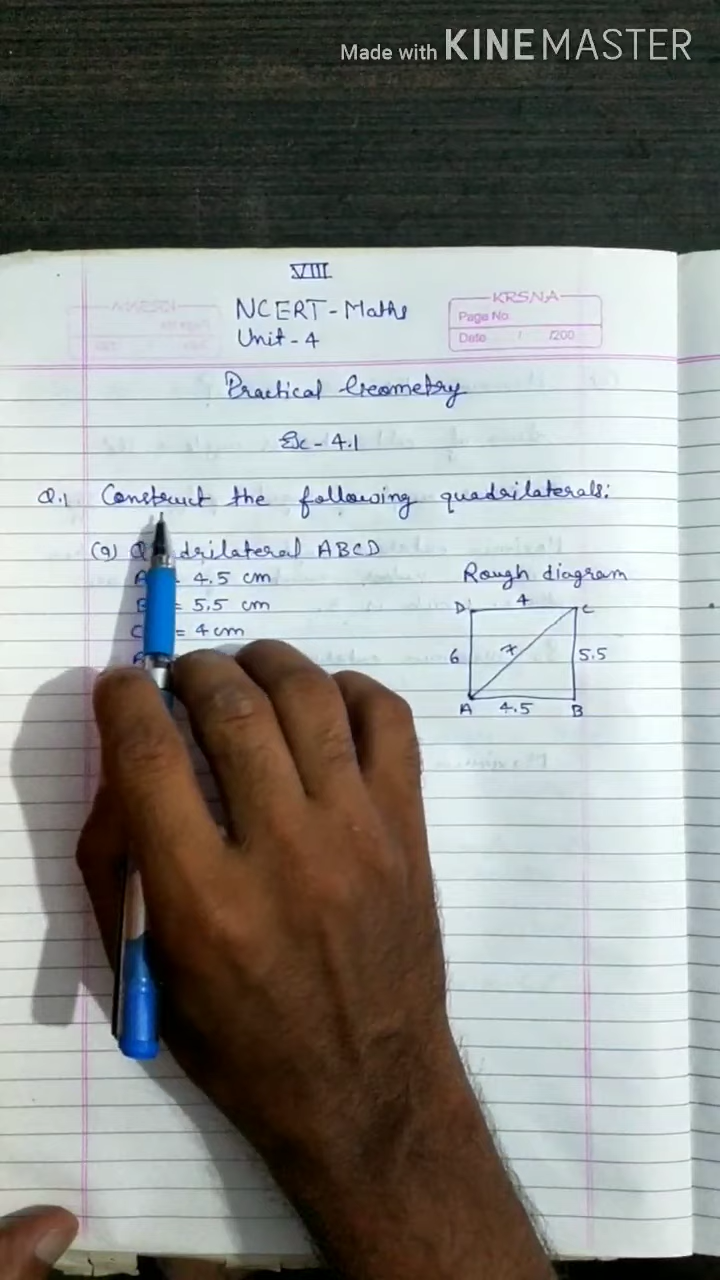 Made with KINEMASTER
VIII
NCERT-Maths
Unit-4
KRSNA
Page No
Date / /200
Practical Geometry
Ex-4.1
Q.1 Construct the following quadrilaterals:
(a) drilateral ABCD
= 4.5 cm
= 5.5 cm
= 4 cm
Rough diagram
D 4 C
6 7 5.5
A 4.5 B